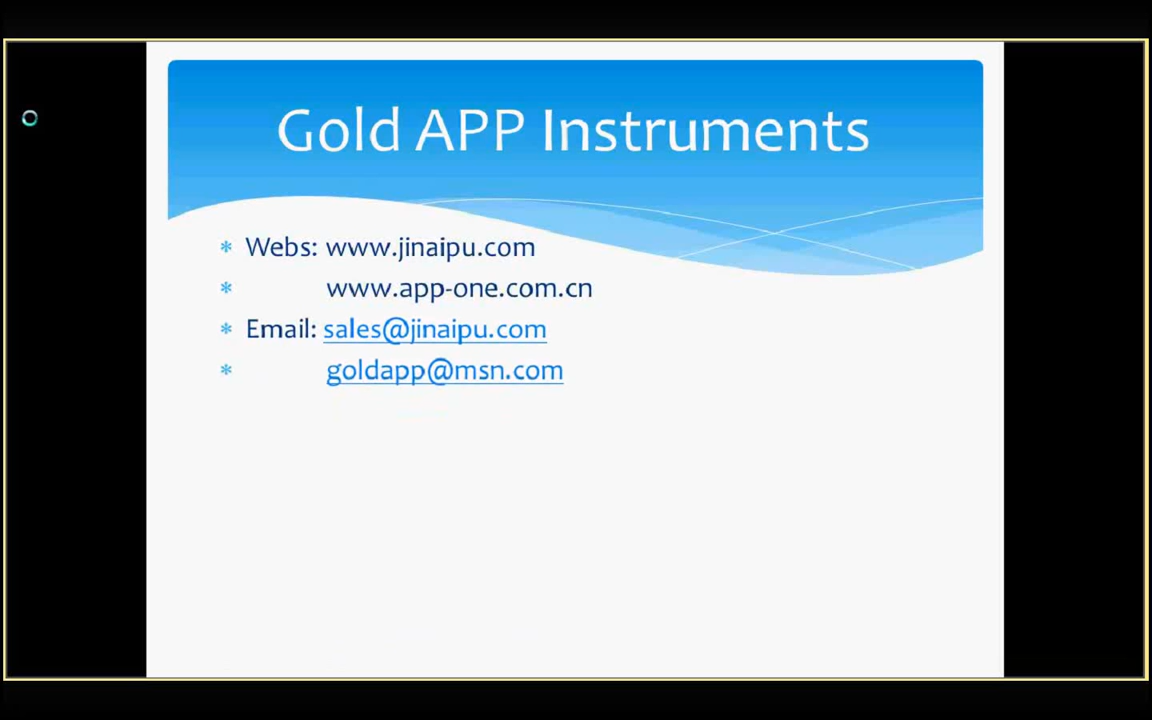 Gold APP Instruments
Webs: www.jinaipu.com
www.app-one.com.cn
Email: sales@jinaipu.com
goldapp@msn.com